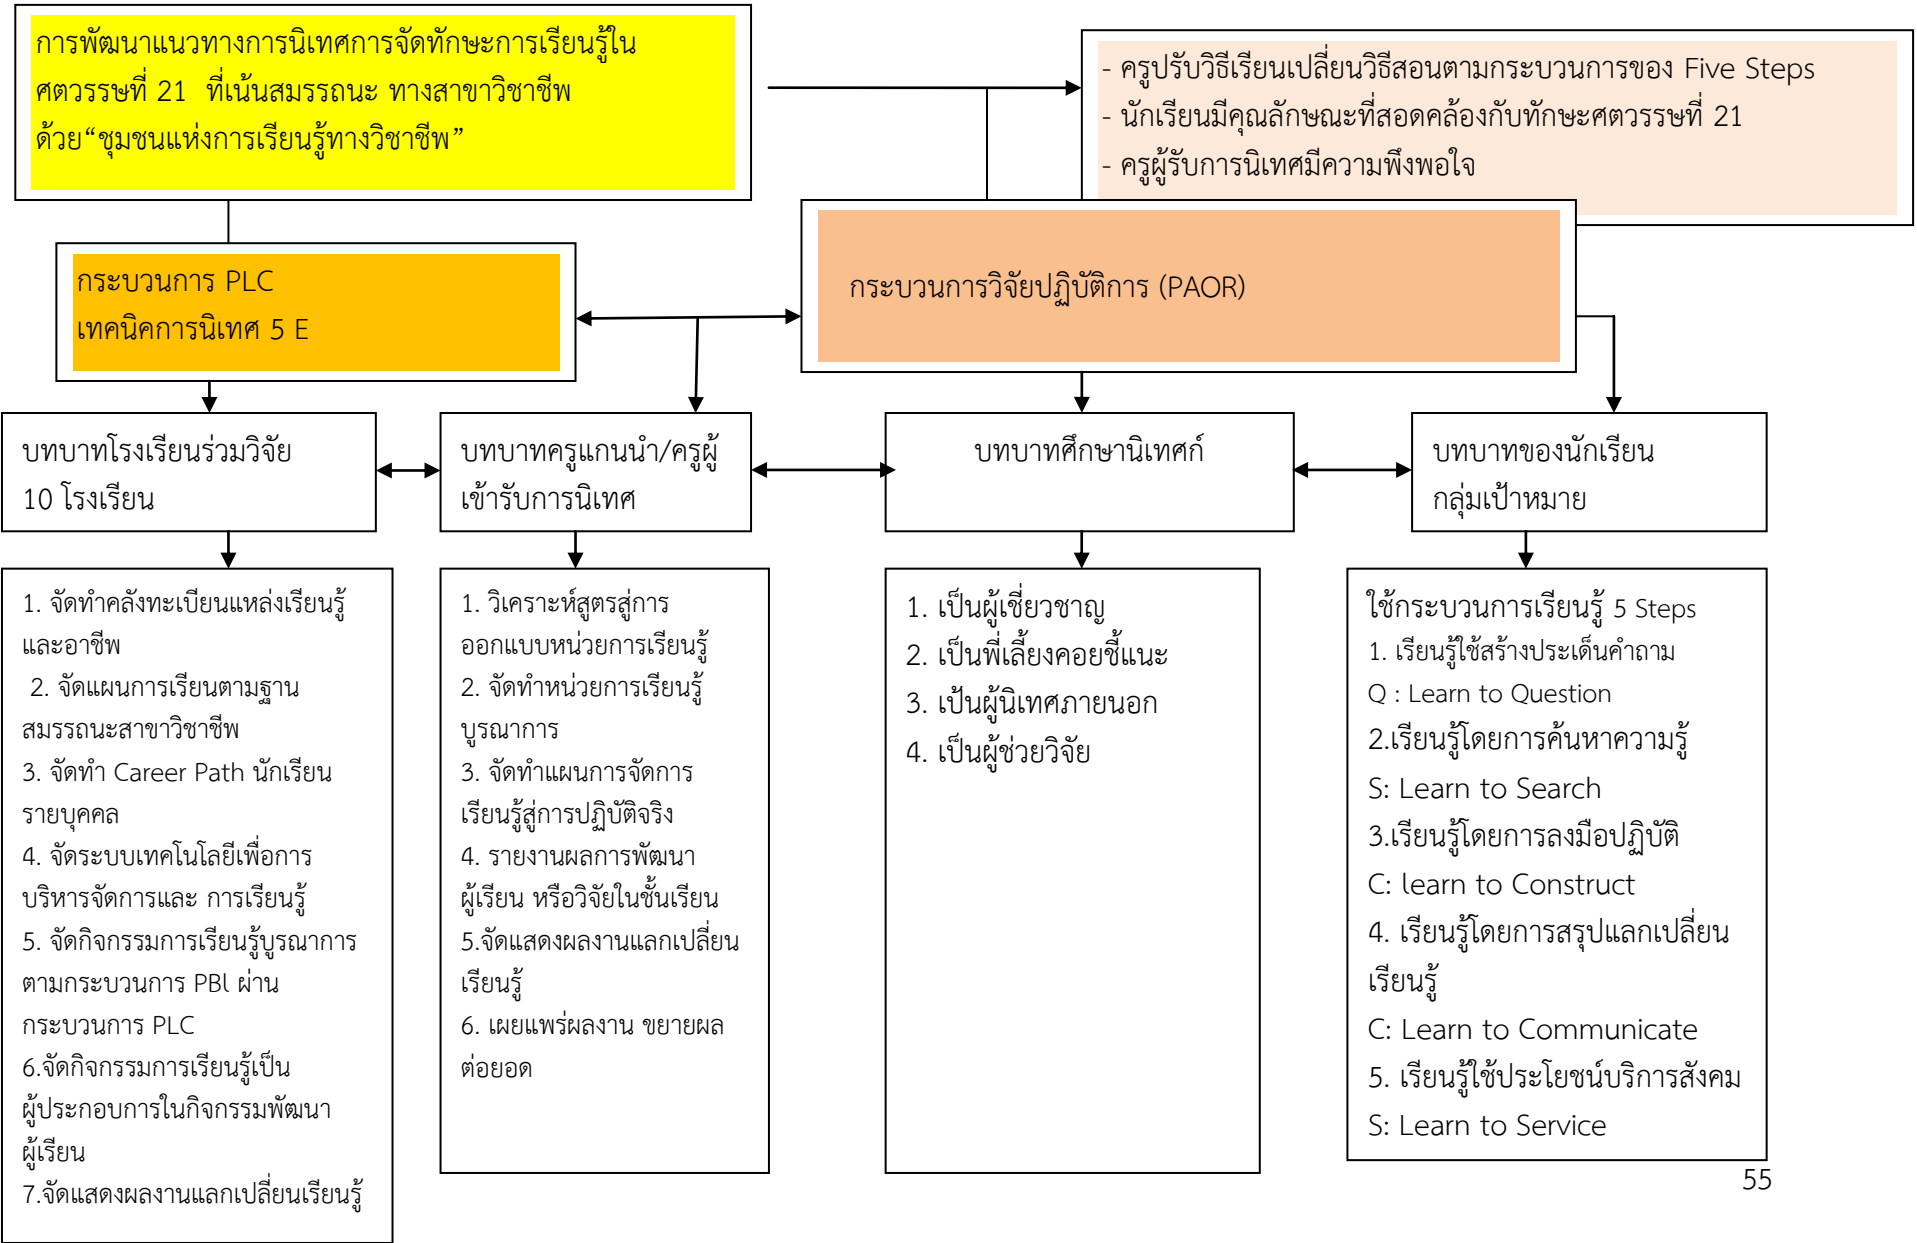 การพัฒนาแนวทางการนิเทศการจัดทักษะการเรียนรู้ใน
ศตวรรษที่ 21 ที่เน้นสมรรถนะ ทางสาขาวิชาชีพ
ด้วย“ชุมชนแห่งการเรียนรู้ทางวิชาชีพ”
- ครูปรับวิธีเรียนเปลี่ยนวิธีสอนตามกระบวนการของ Five Steps
- นักเรียนมีคุณลักษณะที่สอดคล้องกับทักษะศตวรรษที่ 21
- ครูผู้รับการนิเทศมีความพึงพอใจ
กระบวนการ PLC
เทคนิคการนิเทศ 5 E
กระบวนการวิจัยปฏิบัติการ (PAOR)
บทบาทโรงเรียนร่วมวิจัย
10 โรงเรียน
บทบาทครูแกนนำ/ครูผู้
เข้ารับการนิเทศ
บทบาทศึกษานิเทศก์
บทบาทของนักเรียน
กลุ่มเป้าหมาย
1. จัดทำคลังทะเบียนแหล่งเรียนรู้
และอาชีพ
2. จัดแผนการเรียนตามฐาน
สมรรถนะสาขาวิชาชีพ
3. จัดทำ Career Path นักเรียน
รายบุคคล
4. จัดระบบเทคโนโลยีเพื่อการ
บริหารจัดการและ การเรียนรู้
5. จัดกิจกรรมการเรียนรู้บูรณาการ
ตามกระบวนการ PBl ผ่าน
กระบวนการ PLC
6.จัดกิจกรรมการเรียนรู้เป็น
ผู้ประกอบการในกิจกรรมพัฒนา
ผู้เรียน
7.จัดแสดงผลงานแลกเปลี่ยนเรียนรู้
1. วิเคราะห์สูตรสู่การ
ออกแบบหน่วยการเรียนรู้
2. จัดทำหน่วยการเรียนรู้
บูรณาการ
3. จัดทำแผนการจัดการ
เรียนรู้สู่การปฏิบัติจริง
4. รายงานผลการพัฒนา
ผู้เรียน หรือวิจัยในชั้นเรียน
5.จัดแสดงผลงานแลกเปลี่ยน
เรียนรู้
6. เผยแพร่ผลงาน ขยายผล
ต่อยอด
1. เป็นผู้เชี่ยวชาญ
2. เป็นพี่เลี้ยงคอยชี้แนะ
3. เป้นผู้นิเทศภายนอก
4. เป็นผู้ช่วยวิจัย
ใช้กระบวนการเรียนรู้ 5 Steps
1. เรียนรู้ใช้สร้างประเด็นคำถาม
Q : Learn to Question
2.เรียนรู้โดยการค้นหาความรู้
S: Learn to Search
3.เรียนรู้โดยการลงมือปฏิบัติ
C: learn to Construct
4. เรียนรู้โดยการสรุปแลกเปลี่ยน
เรียนรู้
C: Learn to Communicate
5. เรียนรู้ใช้ประโยชน์บริการสังคม
S: Learn to Service
55